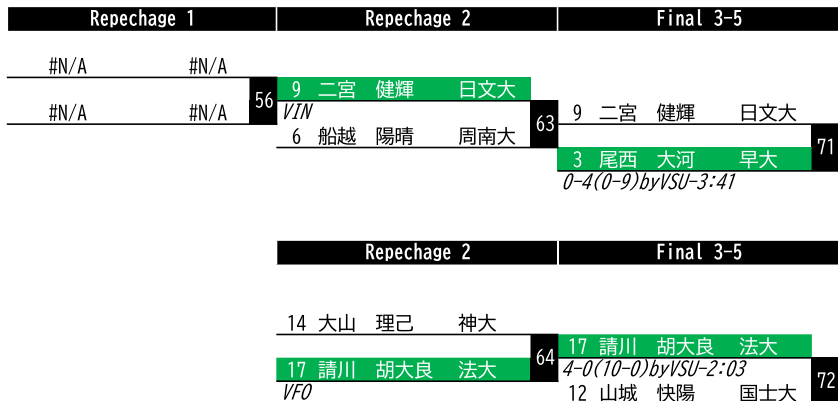 Repechage 1 Repechage 2 Final 3-5
#N/A #N/A
56 9 二宮 健輝 日文大
#N/A #N/A VIN 63 9 二宮 健輝 日文大
6 船越 陽晴 周南大 71
3 尾西 大河 早大
0-4(0-9)byVSU-3:41
Repechage 2 Final 3-5
14 大山 理己 神大
64 17 請川 胡大良 法大
17 請川 胡大良 法大 4-0(10-0)byVSU-2:03 72
VFO 12 山城 快陽 国士大